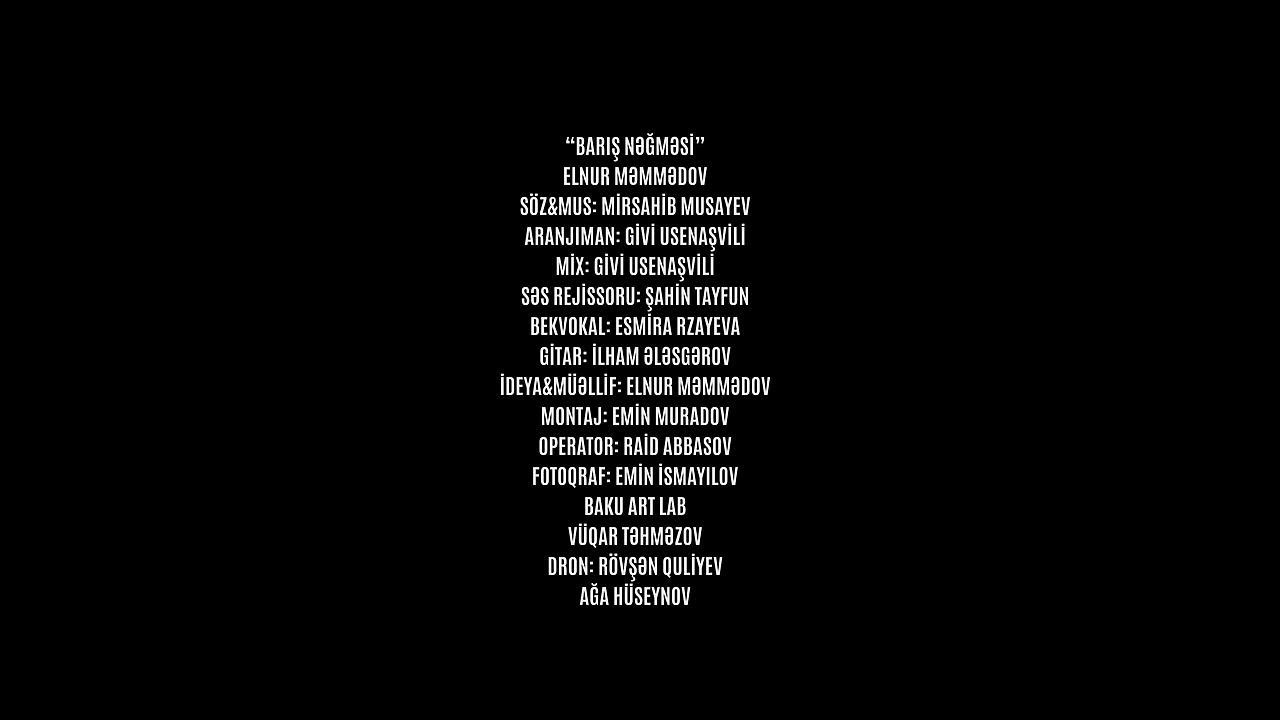 “BARIŞ NƏĞMƏSİ”
ELNUR MƏMMƏDOV
SÖZ&MUS: MİRSAHİB MUSAYEV
ARANJIMAN: GİVİ USENAŞVİLİ
MİX: GİVİ USENAŞVİLİ
SƏS REJİSSORU: ŞAHİN TAYFUN
BEKVOKAL: ESMİRA RZAYEVA
GİTAR: İLHAM ƏLƏSGƏROV
İDEYA&MÜƏLLİF: ELNUR MƏMMƏDOV
MONTAJ: EMİN MURADOV
OPERATOR: RAİD ABBASOV
FOTOQRAF: EMİN İSMAYILOV
BAKU ART LAB
VÜQAR TƏHMƏZOV
DRON: RÖVŞƏN QULİYEV
AĞA HÜSEYNOV